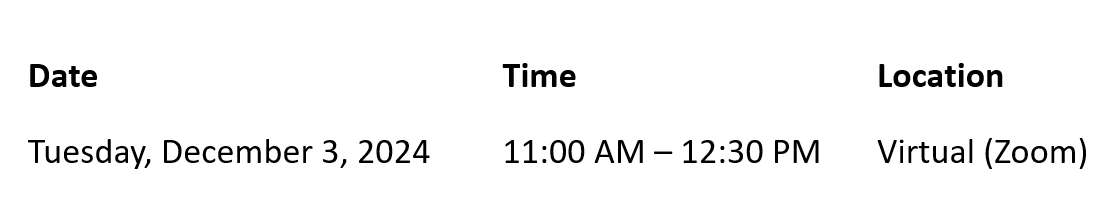 Date Time Location
Tuesday, December 3, 2024 11:00 AM – 12:30 PM Virtual (Zoom)